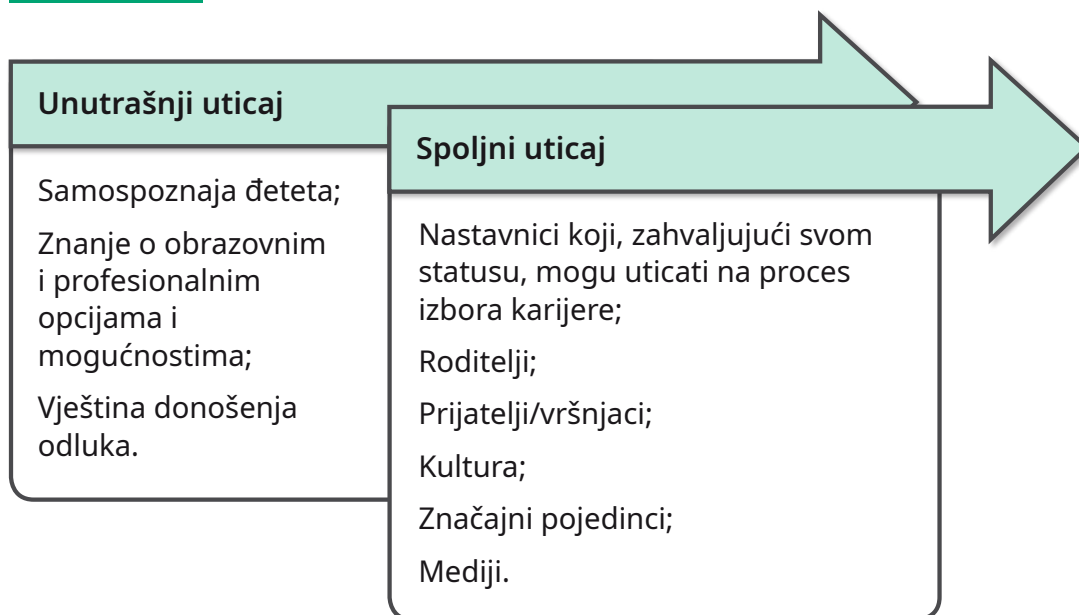 Unutrašnji uticaj
Samospoznaja đeteta;
Znanje o obrazovnim
i profesionalnim
opcijama i
mogućnostima;
Vještina donošenja
odluka.
Spoljni uticaj
Nastavnici koji, zahvaljujući svom
statusu, mogu uticati na proces
izbora karijere;
Roditelji;
Prijatelji/vršnjaci;
Kultura;
Značajni pojedinci;
Mediji.